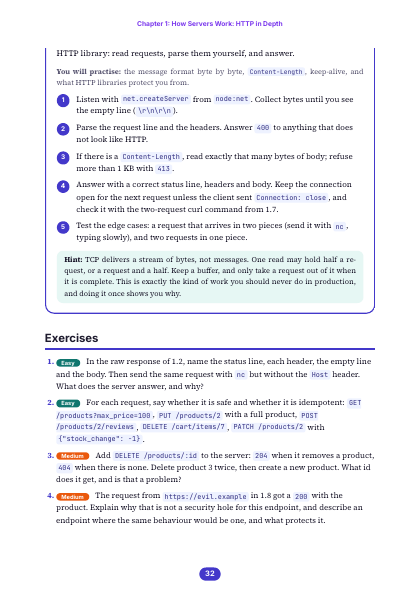 Chapter 1: How Servers Work: HTTP in Depth
HTTP library: read requests, parse them yourself, and answer.
You will practise: the message format byte by byte, Content-Length, keep-alive, and
what HTTP libraries protect you from.
1 Listen with net.createServer from node:net. Collect bytes until you see
the empty line (\r\n\r\n).
2 Parse the request line and the headers. Answer 400 to anything that does
not look like HTTP.
3 If there is a Content-Length, read exactly that many bytes of body; refuse
more than 1 KB with 413.
4 Answer with a correct status line, headers and body. Keep the connection
open for the next request unless the client sent Connection: close, and
check it with the two-request curl command from 1.7.
5 Test the edge cases: a request that arrives in two pieces (send it with nc,
typing slowly), and two requests in one piece.
Hint: TCP delivers a stream of bytes, not messages. One read may hold half a re-
quest, or a request and a half. Keep a buffer, and only take a request out of it when
it is complete. This is exactly the kind of work you should never do in production,
and doing it once shows you why.
Exercises
1. Easy In the raw response of 1.2, name the status line, each header, the empty line
and the body. Then send the same request with nc but without the Host header.
What does the server answer, and why?
2. Easy For each request, say whether it is safe and whether it is idempotent: GET
/products?max_price=100, PUT /products/2 with a full product, POST
/products/2/reviews, DELETE /cart/items/7, PATCH /products/2 with
{"stock_change": -1}.
3. Medium Add DELETE /products/:id to the server: 204 when it removes a product,
404 when there is none. Delete product 3 twice, then create a new product. What id
does it get, and is that a problem?
4. Medium The request from https://evil.example in 1.8 got a 200 with the
product. Explain why that is not a security hole for this endpoint, and describe an
endpoint where the same behaviour would be one, and what protects it.
32